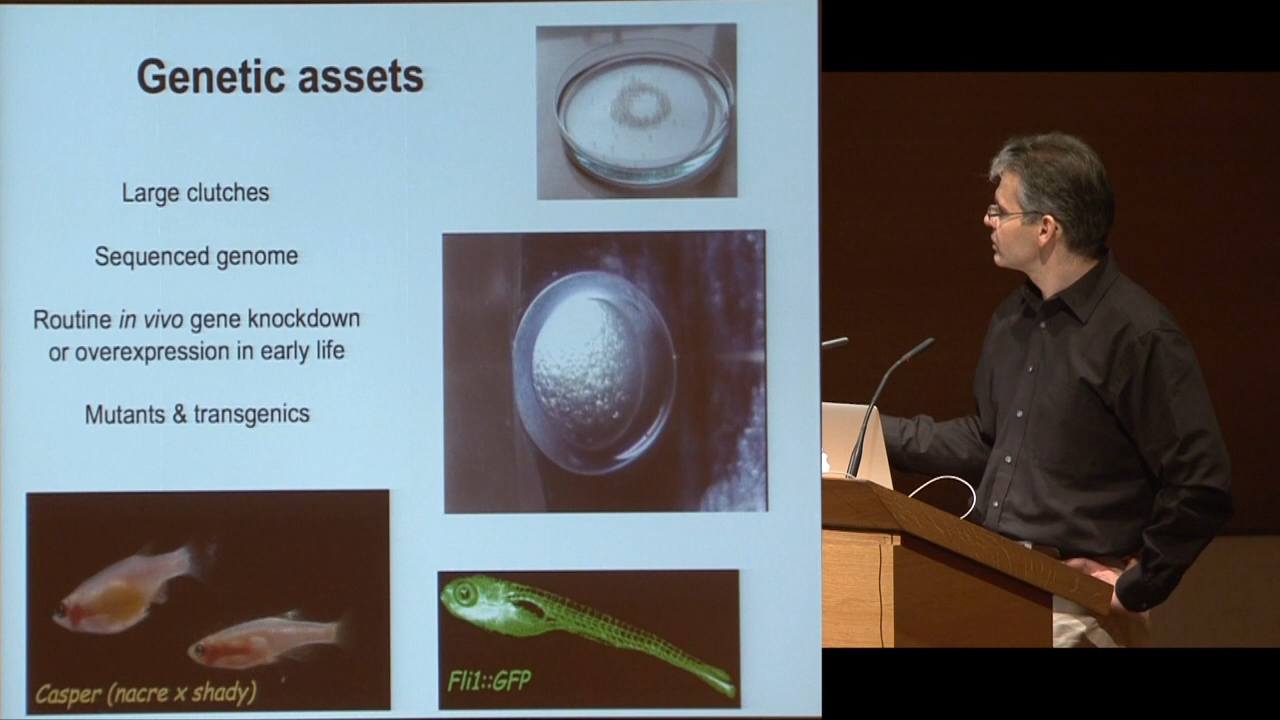 Genetic assets
Large clutches
Sequenced genome
Routine in vivo gene knockdown
or overexpression in early life
Mutants & transgenics
Casper (nacre x shady)
Fli1::GFP